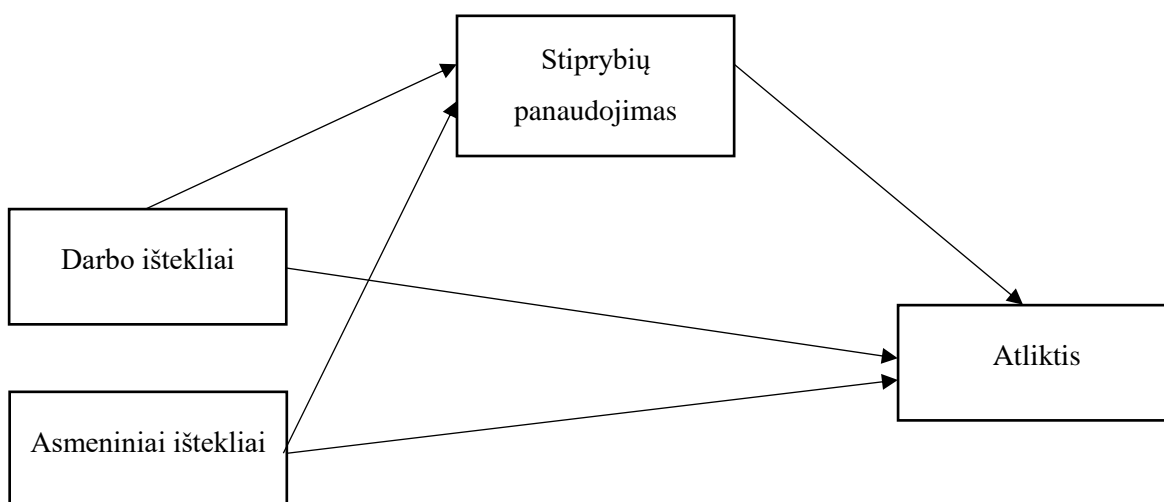 Stiprybių
panaudojimas
Darbo ištekliai
Atliktis
Asmeniniai ištekliai